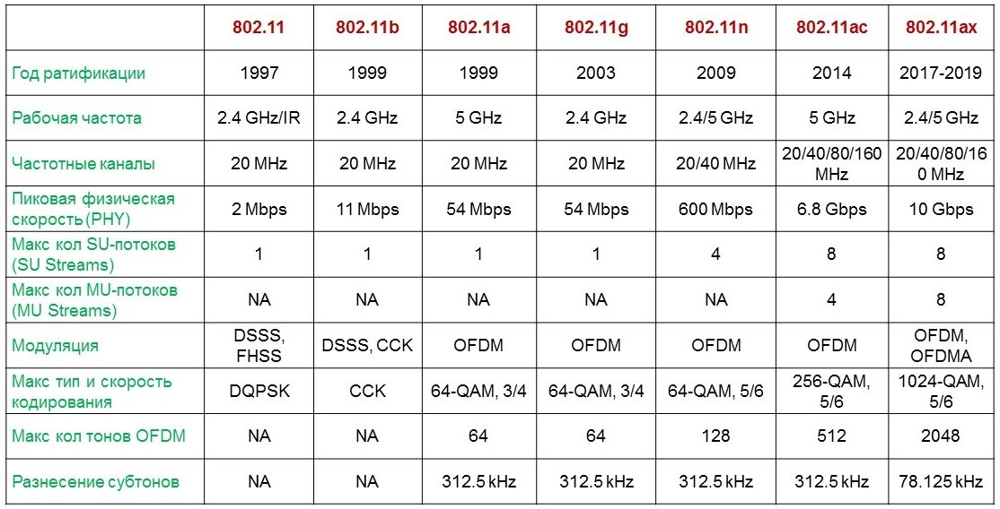 802.11 802.11b 802.11a 802.11g 802.11n 802.11ac 802.11ax
Год ратификации 1997 1999 1999 2003 2009 2014 2017-2019
Рабочая частота 2.4 GHz/IR 2.4 GHz 5 GHz 2.4 GHz 2.4/5 GHz 5 GHz 2.4/5 GHz
Частотные каналы 20 MHz 20 MHz 20 MHz 20 MHz 20/40 MHz 20/40/80/160 20/40/80/16
MHz 0 MHz
Пиковая физическая
скорость (PHY) 2 Mbps 11 Mbps 54 Mbps 54 Mbps 600 Mbps 6.8 Gbps 10 Gbps
Макс кол SU-потоков
(SU Streams) 1 1 1 1 4 8 8
Макс кол MU-потоков
(MU Streams) NA NA NA NA NA 4 8
Модуляция DSSS, DSSS, CCK OFDM OFDM OFDM OFDM OFDM,
FHSS OFDMA
Макс тип и скорость 256-QAM, 1024-QAM,
кодирования DQPSK CCK 64-QAM, 3/4 64-QAM, 3/4 64-QAM, 5/6 5/6 5/6
Макс кол тонов OFDM NA NA 64 64 128 512 2048
Разнесение субтонов NA NA 312.5 kHz 312.5 kHz 312.5 kHz 312.5 kHz 78.125 kHz